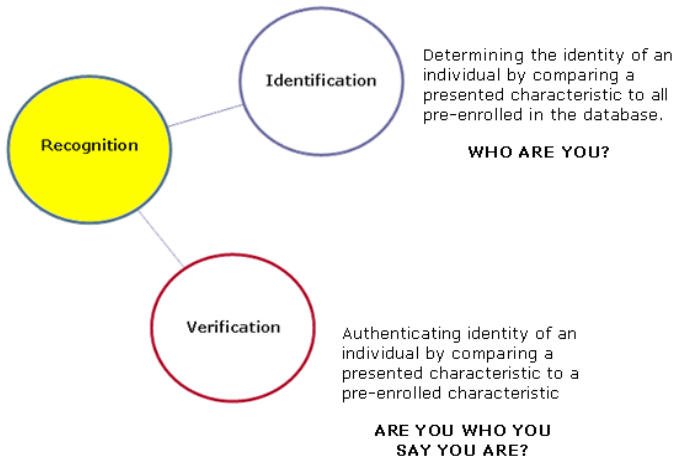 Identification
Determining the identity of an
individual by comparing a
presented characteristic to all
pre-enrolled in the database.
WHO ARE YOU?
Recognition
Verification
Authenticating identity of an
individual by comparing a
presented characteristic to a
pre-enrolled characteristic
ARE YOU WHO YOU
SAY YOU ARE?